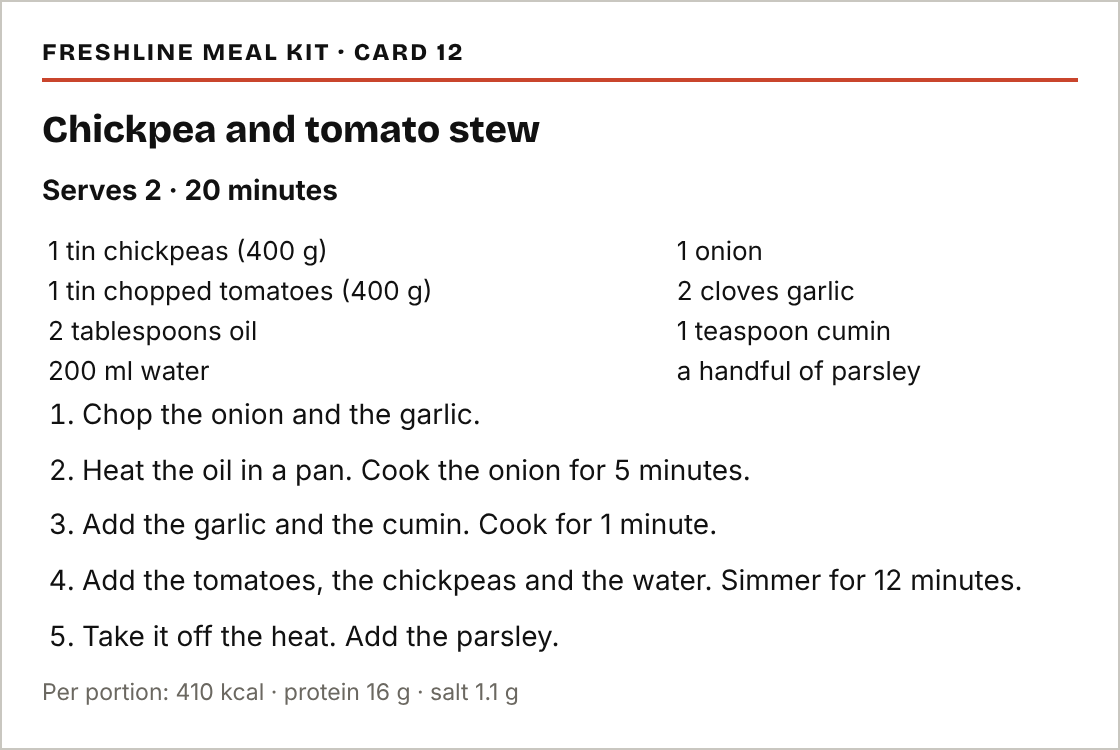 FRESHLINE MEAL KIT · CARD 12
Chickpea and tomato stew
Serves 2 · 20 minutes
1 tin chickpeas (400 g)
1 tin chopped tomatoes (400 g)
2 tablespoons oil
200 ml water
1 onion
2 cloves garlic
1 teaspoon cumin
a handful of parsley
1. Chop the onion and the garlic.
2. Heat the oil in a pan. Cook the onion for 5 minutes.
3. Add the garlic and the cumin. Cook for 1 minute.
4. Add the tomatoes, the chickpeas and the water. Simmer for 12 minutes.
5. Take it off the heat. Add the parsley.
Per portion: 410 kcal · protein 16 g · salt 1.1 g